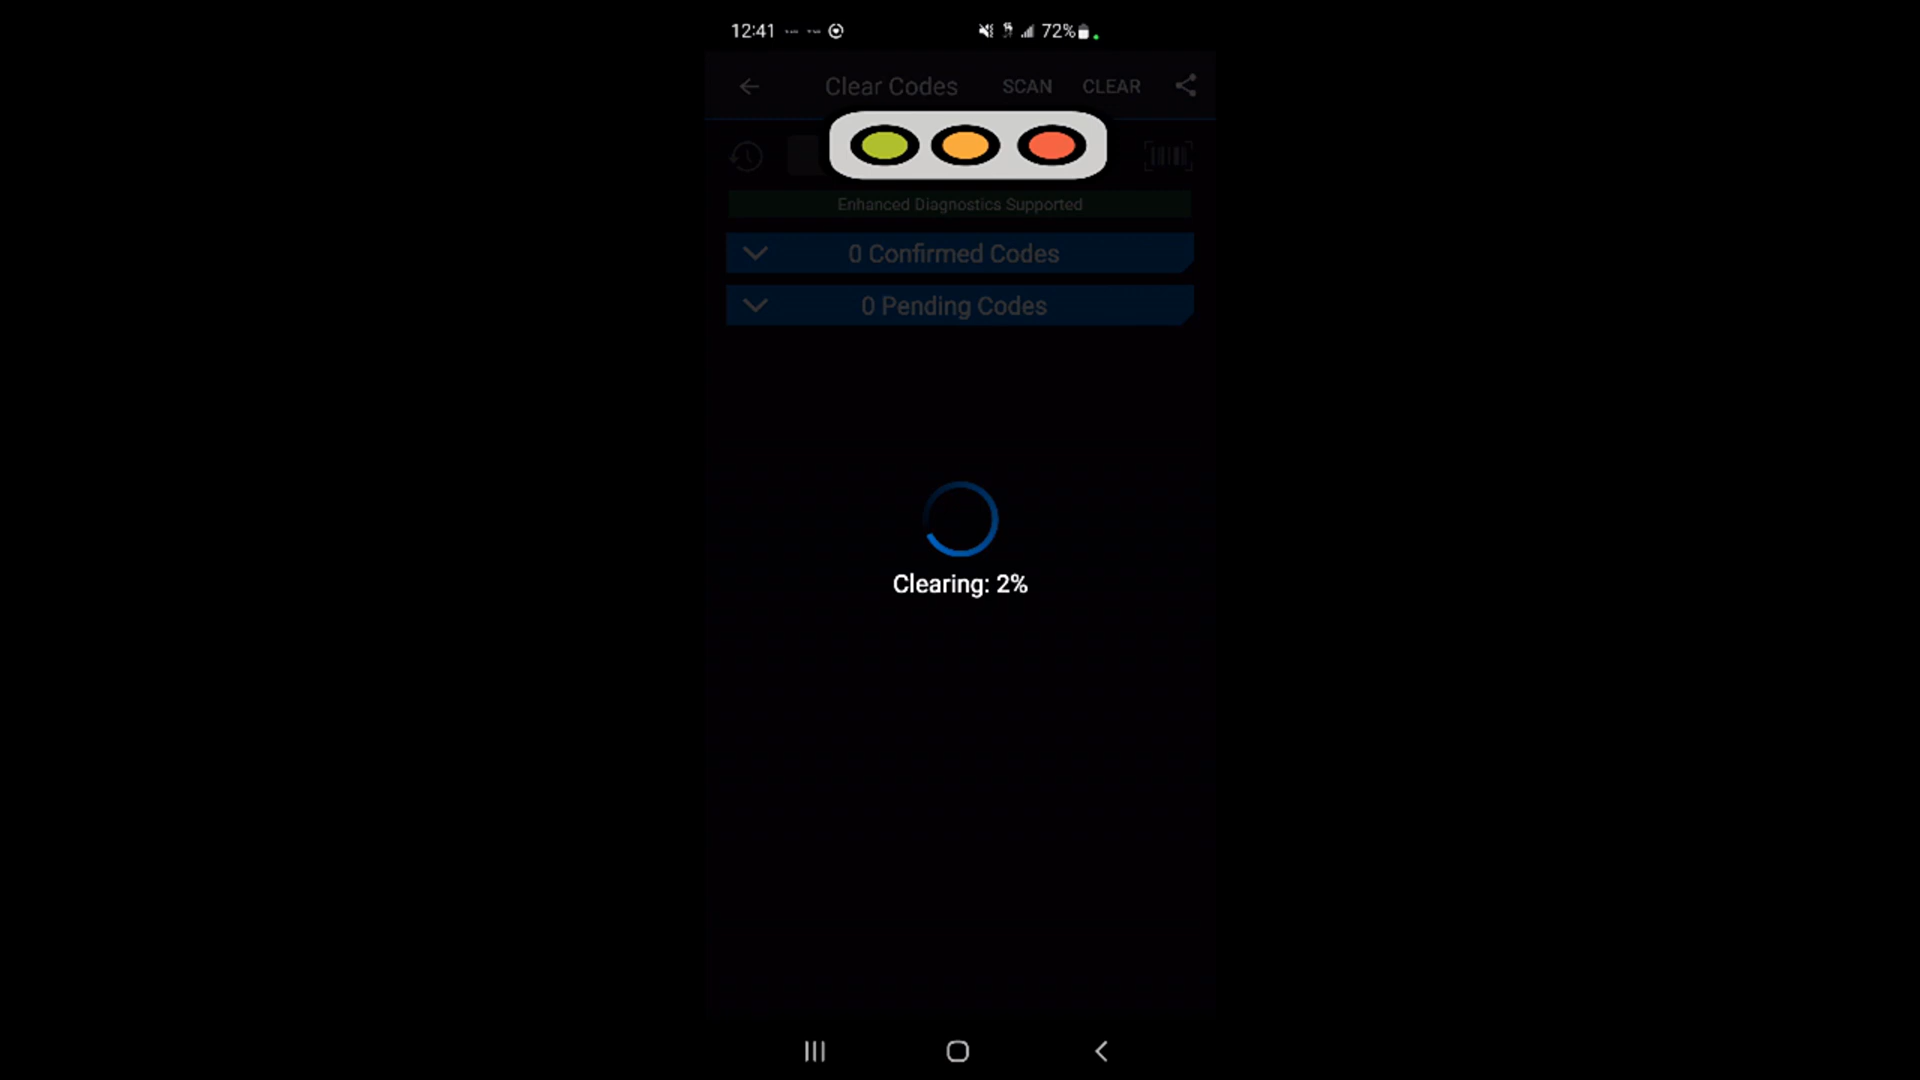 12:41 72%
Clear Codes SCAN CLEAR
Enhanced Diagnostics Supported
0 Confirmed Codes
0 Pending Codes
Clearing: 2%